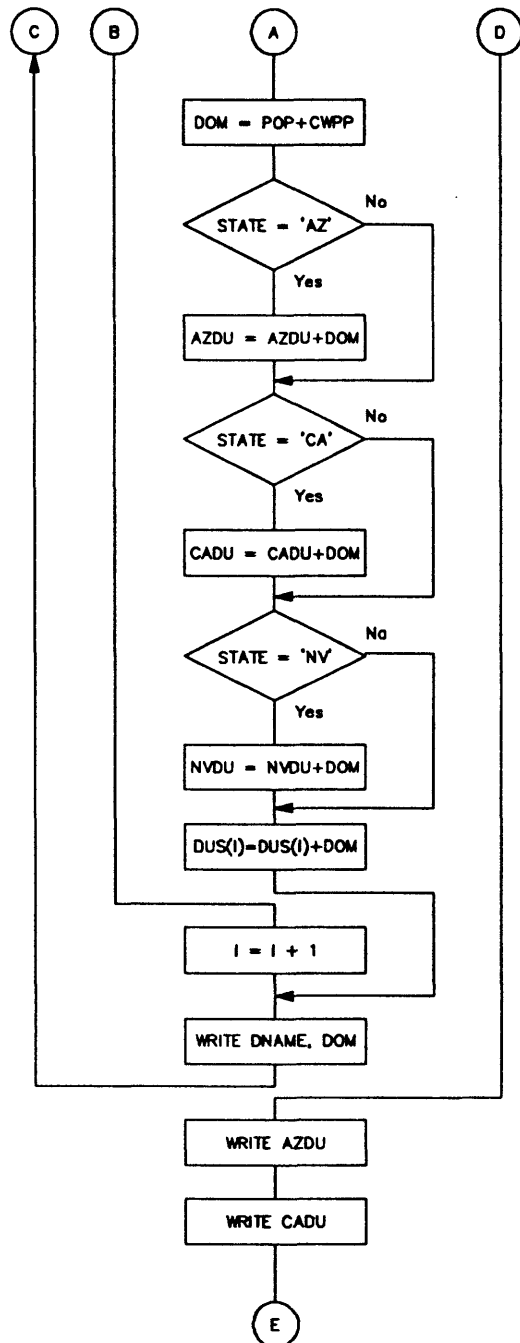 C B A D
DOM = POP+CWPP
No
STATE = 'AZ'
Yes
AZDU = AZDU+DOM
No
STATE = 'CA'
Yes
CADU = CADU+DOM
No
STATE = 'NV'
Yes
NVDU = NVDU+DOM
DUS(I)=DUS(I)+DOM
I = I + 1
WRITE DNAME, DOM
WRITE AZDU
WRITE CADU
E